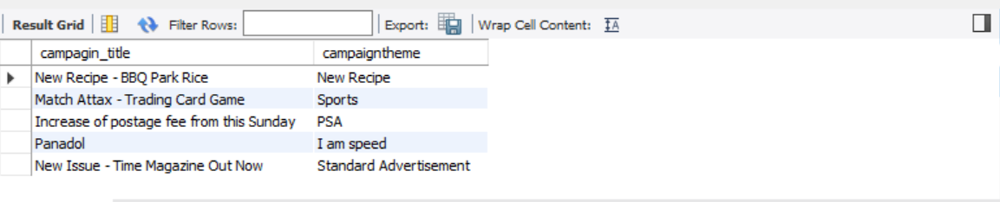 Result Grid Filter Rows: Export: Wrap Cell Content: IA
campagin_title campaigntheme
New Recipe - BBQ Park Rice New Recipe
Match Attax - Trading Card Game Sports
Increase of postage fee from this Sunday PSA
Panadol I am speed
New Issue - Time Magazine Out Now Standard Advertisement